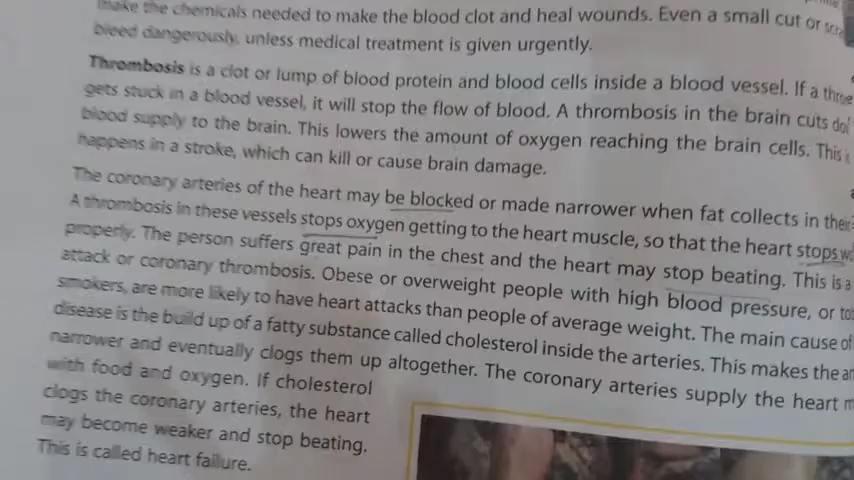 make the chemicals needed to make the blood clot and heal wounds. Even a small cut or
bleed dangerously, unless medical treatment is given urgently.
Thrombosis is a clot or lump of blood protein and blood cells inside a blood vessel. If a
gets stuck in a blood vessel, it will stop the flow of blood. A thrombosis in the brain cuts
blood supply to the brain. This lowers the amount of oxygen reaching the brain cells. This
happens in a stroke, which can kill or cause brain damage.
The coronary arteries of the heart may be blocked or made narrower when fat collects in their
A thrombosis in these vessels stops oxygen getting to the heart muscle, so that the heart stops
properly. The person suffers great pain in the chest and the heart may stop beating. This is a
attack or coronary thrombosis. Obese or overweight people with high blood pressure, or
smokers, are more likely to have heart attacks than people of average weight. The main cause of
disease is the build up of a fatty substance called cholesterol inside the arteries. This makes the
narrower and eventually clogs them up altogether. The coronary arteries supply the heart
with food and oxygen. If cholesterol
clogs the coronary arteries, the heart
may become weaker and stop beating.
This is called heart failure.